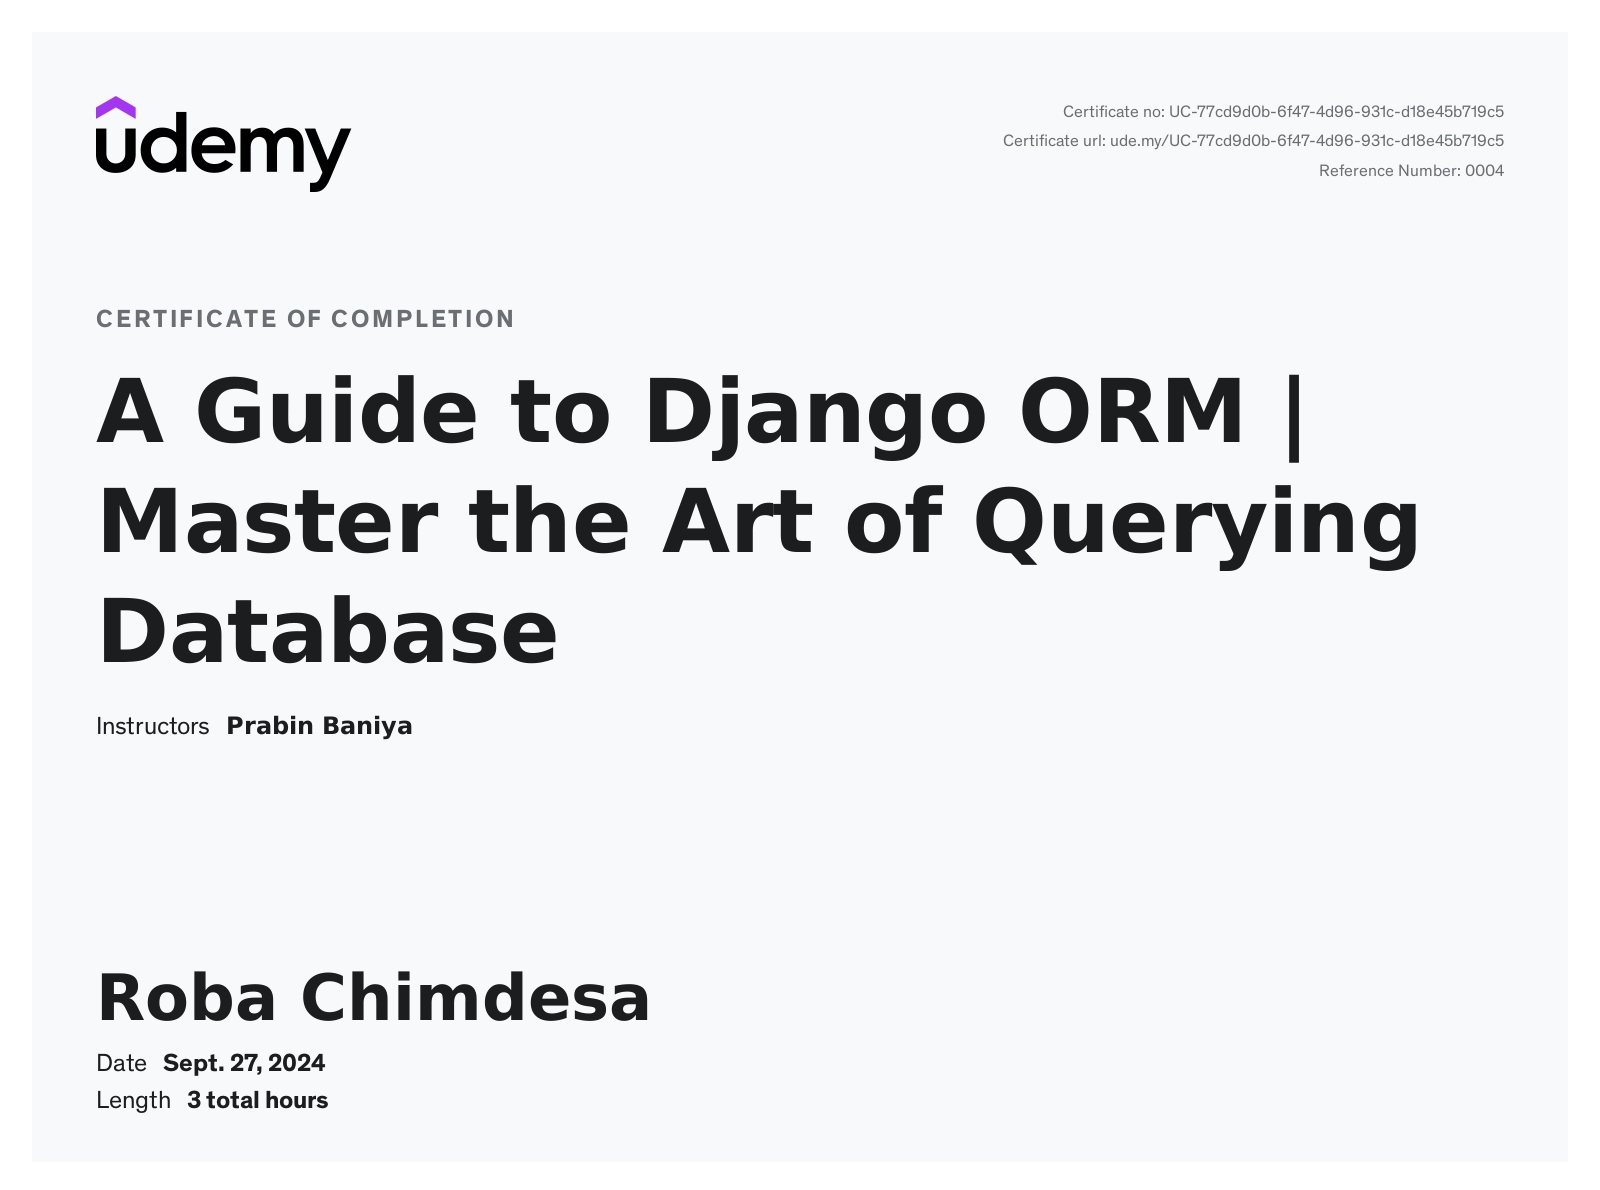 udemy
Certificate no: UC-77cd9d0b-6f47-4d96-931c-d18e45b719c5
Certificate url: ude.my/UC-77cd9d0b-6f47-4d96-931c-d18e45b719c5
Reference Number: 0004
CERTIFICATE OF COMPLETION
A Guide to Django ORM |
Master the Art of Querying
Database
Instructors Prabin Baniya
Roba Chimdesa
Date Sept. 27, 2024
Length 3 total hours